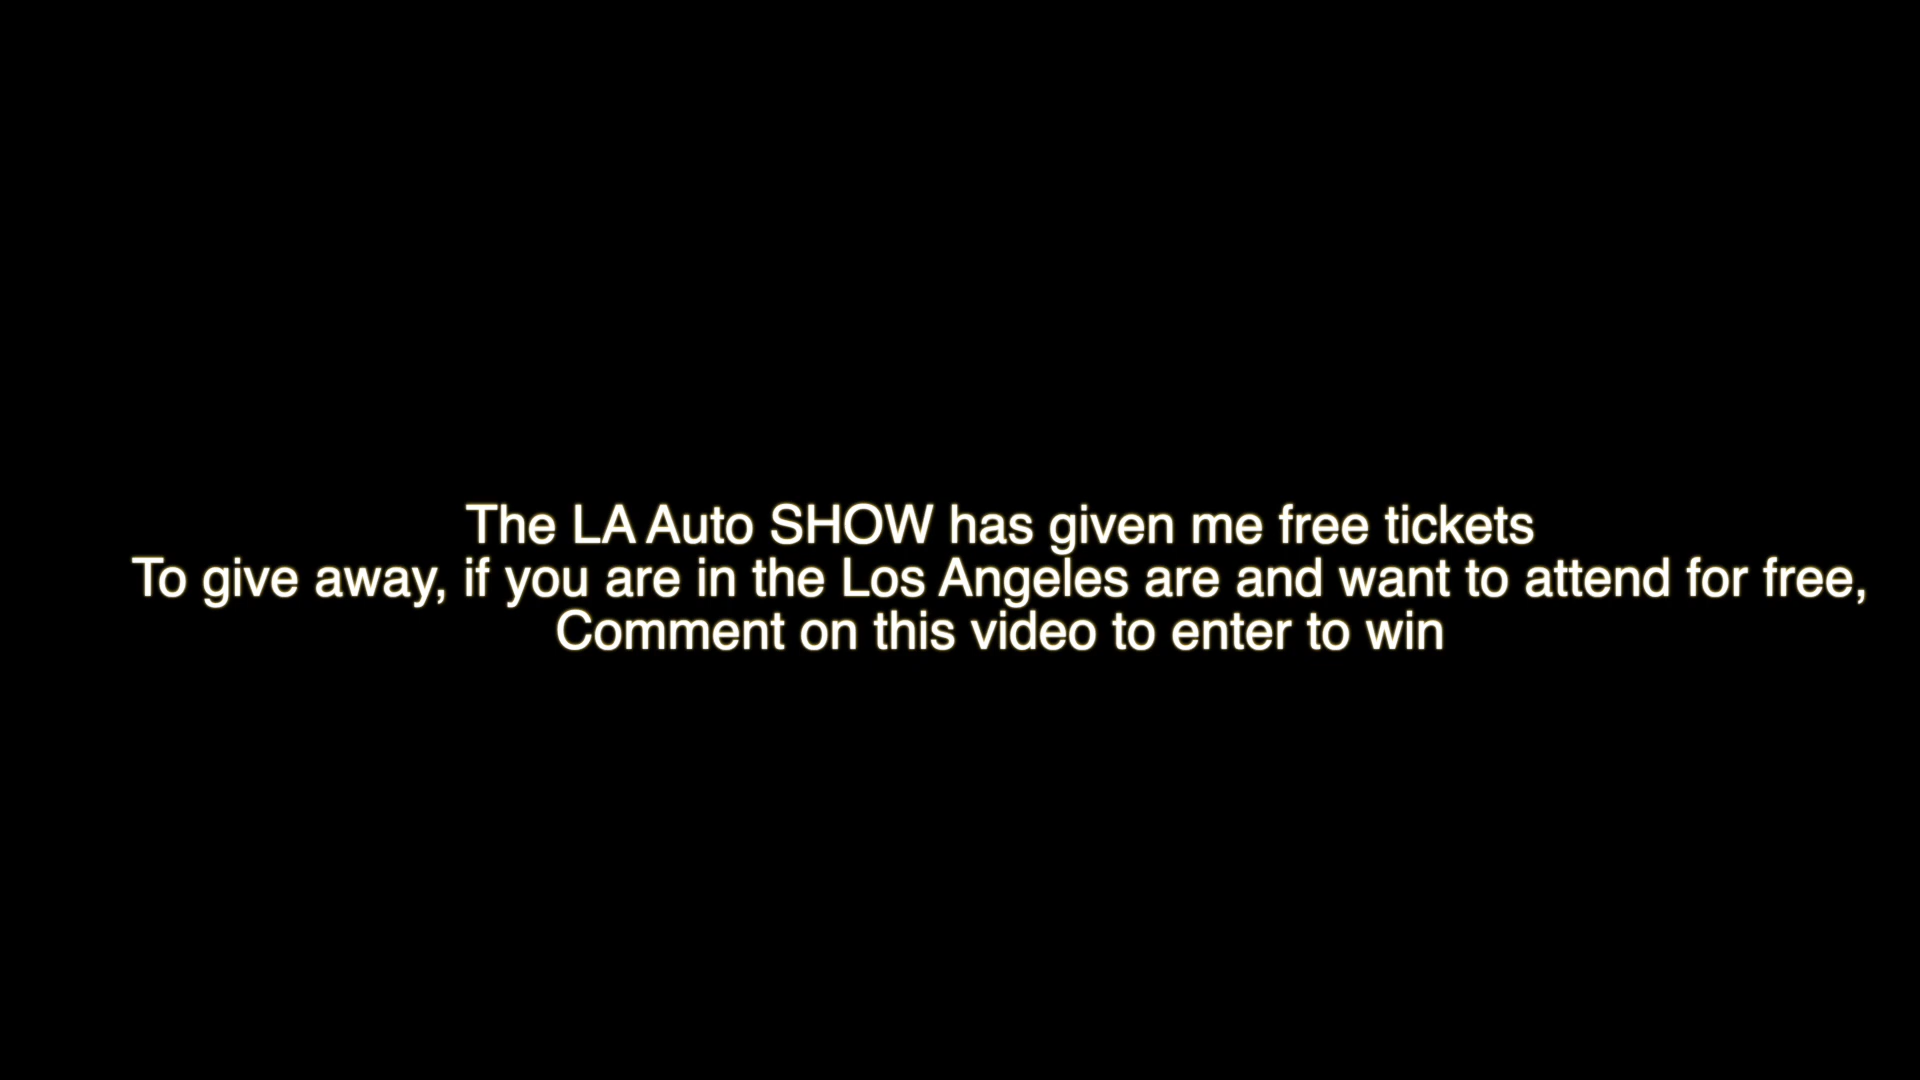 The LA Auto SHOW has given me free tickets
To give away, if you are in the Los Angeles are and want to attend for free,
Comment on this video to enter to win